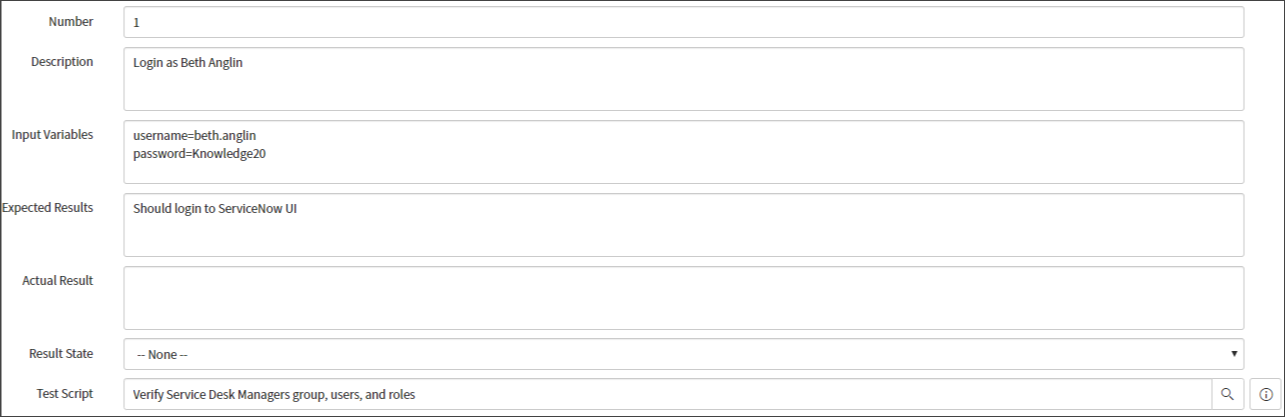 Number 1
Description Login as Beth Anglin
Input Variables username=beth.anglin
password=Knowledge20
Expected Results Should login to ServiceNow UI
Actual Result
Result State -- None --
Test Script Verify Service Desk Managers group, users, and roles